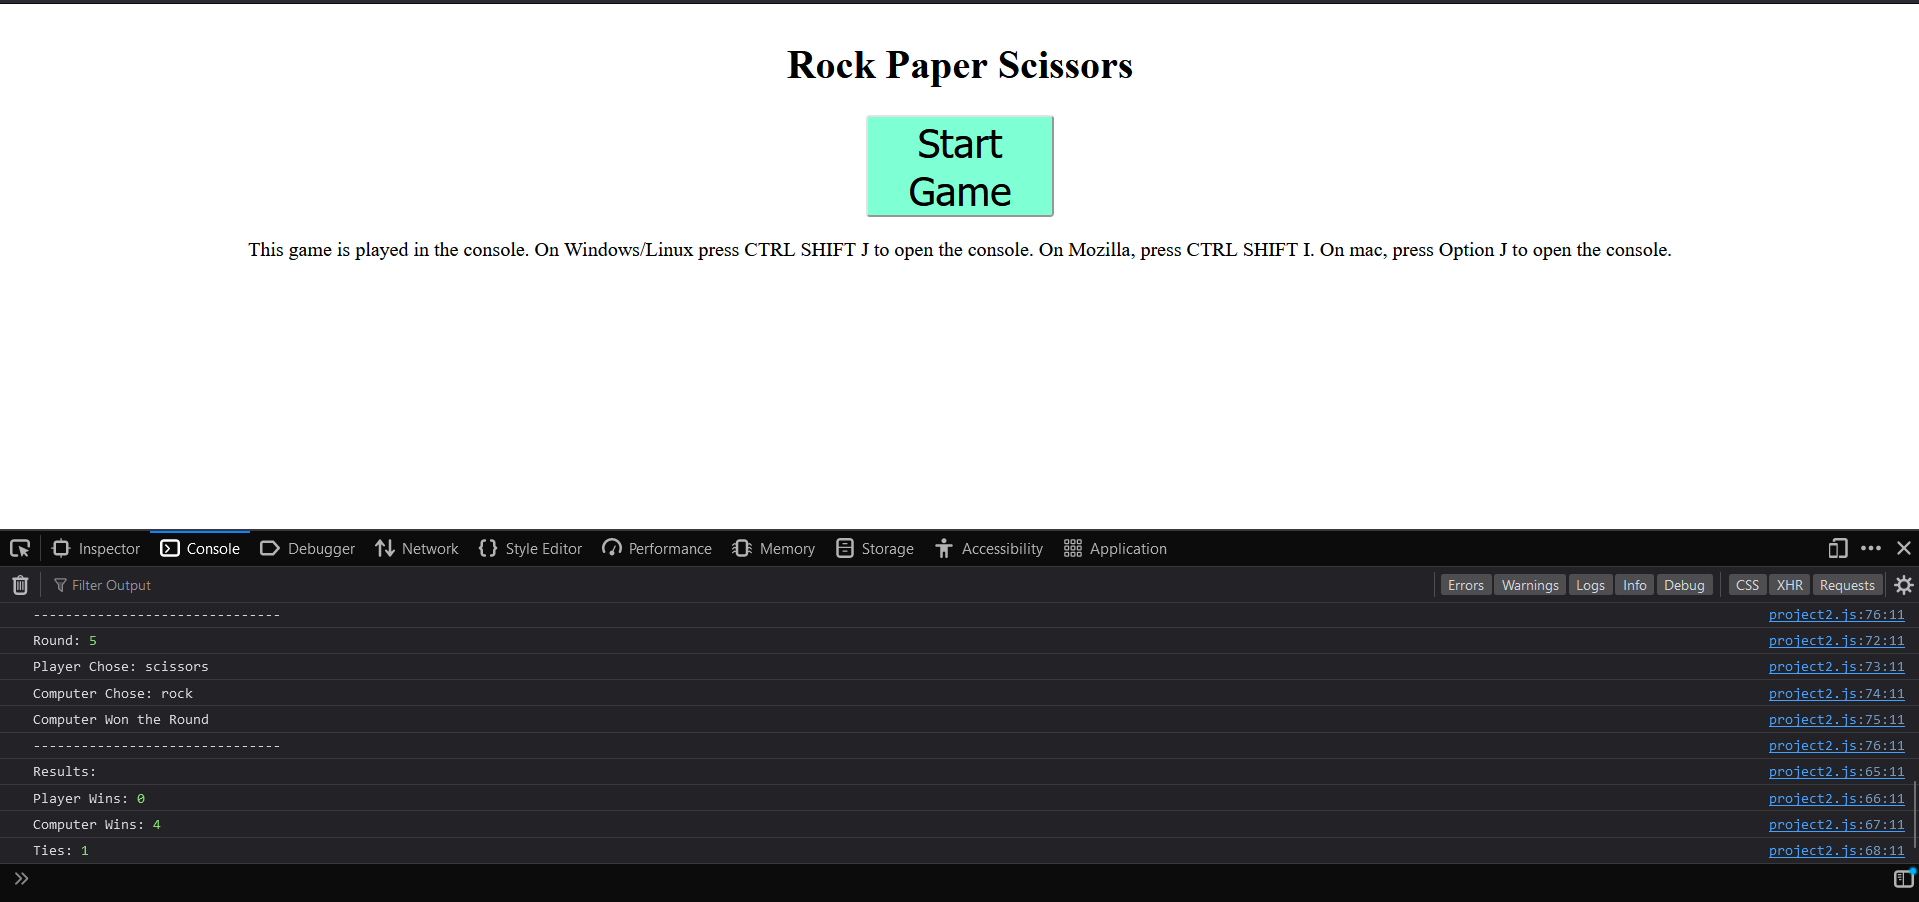 Rock Paper Scissors
Start
Game
This game is played in the console. On Windows/Linux press CTRL SHIFT J to open the console. On Mozilla, press CTRL SHIFT I. On mac, press Option J to open the console.
Inspector Console Debugger Network Style Editor Performance Memory Storage Accessibility Application
Filter Output Errors Warnings Logs Info Debug CSS XHR Requests
------------------------------- project2.js:76:11
Round: 5 project2.js:72:11
Player Chose: scissors project2.js:73:11
Computer Chose: rock project2.js:74:11
Computer Won the Round project2.js:75:11
------------------------------- project2.js:76:11
Results: project2.js:65:11
Player Wins: 0 project2.js:66:11
Computer Wins: 4 project2.js:67:11
Ties: 1 project2.js:68:11